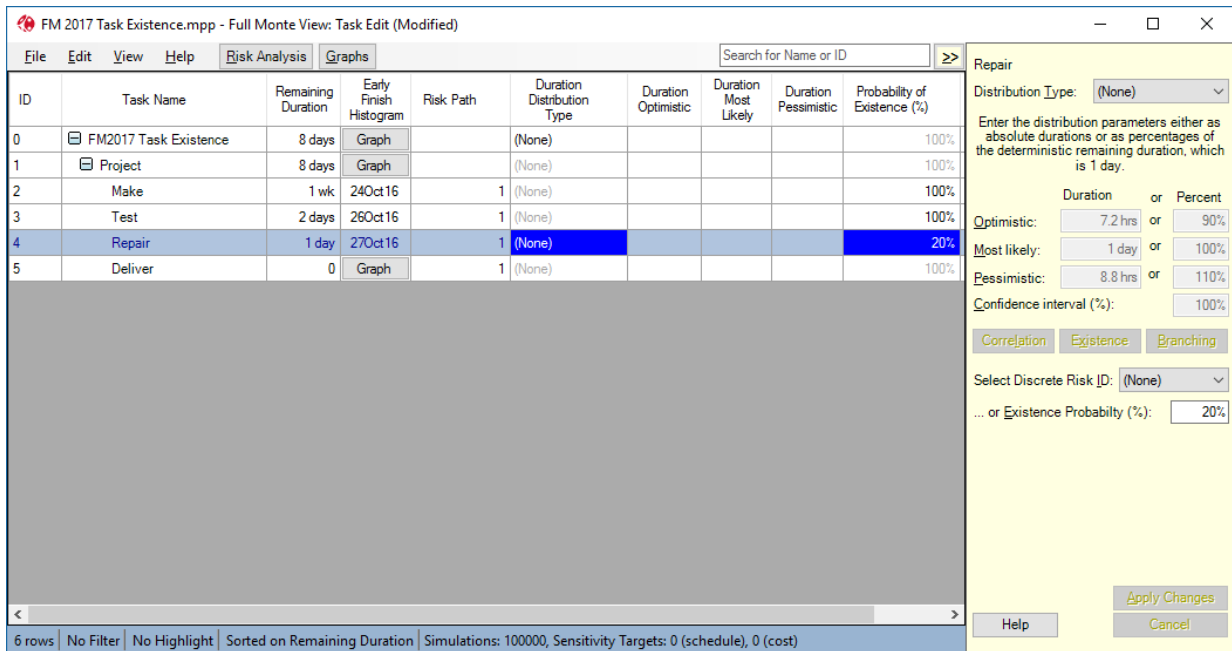 FM 2017 Task Existence.mpp - Full Monte View: Task Edit (Modified)
File Edit View Help Risk Analysis Graphs Search for Name or ID >>
ID Task Name Remaining Duration Early Finish Histogram Risk Path Duration Distribution Type Duration Optimistic Duration Most Likely Duration Pessimistic Probability of Existence (%)
0 FM2017 Task Existence 8 days Graph (None) 100%
1 Project 8 days Graph (None) 100%
2 Make 1 wk 24Oct16 1 (None) 100%
3 Test 2 days 26Oct16 1 (None) 100%
4 Repair 1 day 27Oct16 1 (None) 20%
5 Deliver 0 Graph 1 (None) 100%
6 rows No Filter No Highlight Sorted on Remaining Duration Simulations: 100000, Sensitivity Targets: 0 (schedule), 0 (cost)
Repair
Distribution Type: (None)
Enter the distribution parameters either as
absolute durations or as percentages of
the deterministic remaining duration, which
is 1 day.
Duration or Percent
Optimistic: 7.2 hrs or 90%
Most likely: 1 day or 100%
Pessimistic: 8.8 hrs or 110%
Confidence interval (%): 100%
Correlation Existence Branching
Select Discrete Risk ID: (None)
... or Existence Probabilty (%): 20%
Apply Changes
Help Cancel